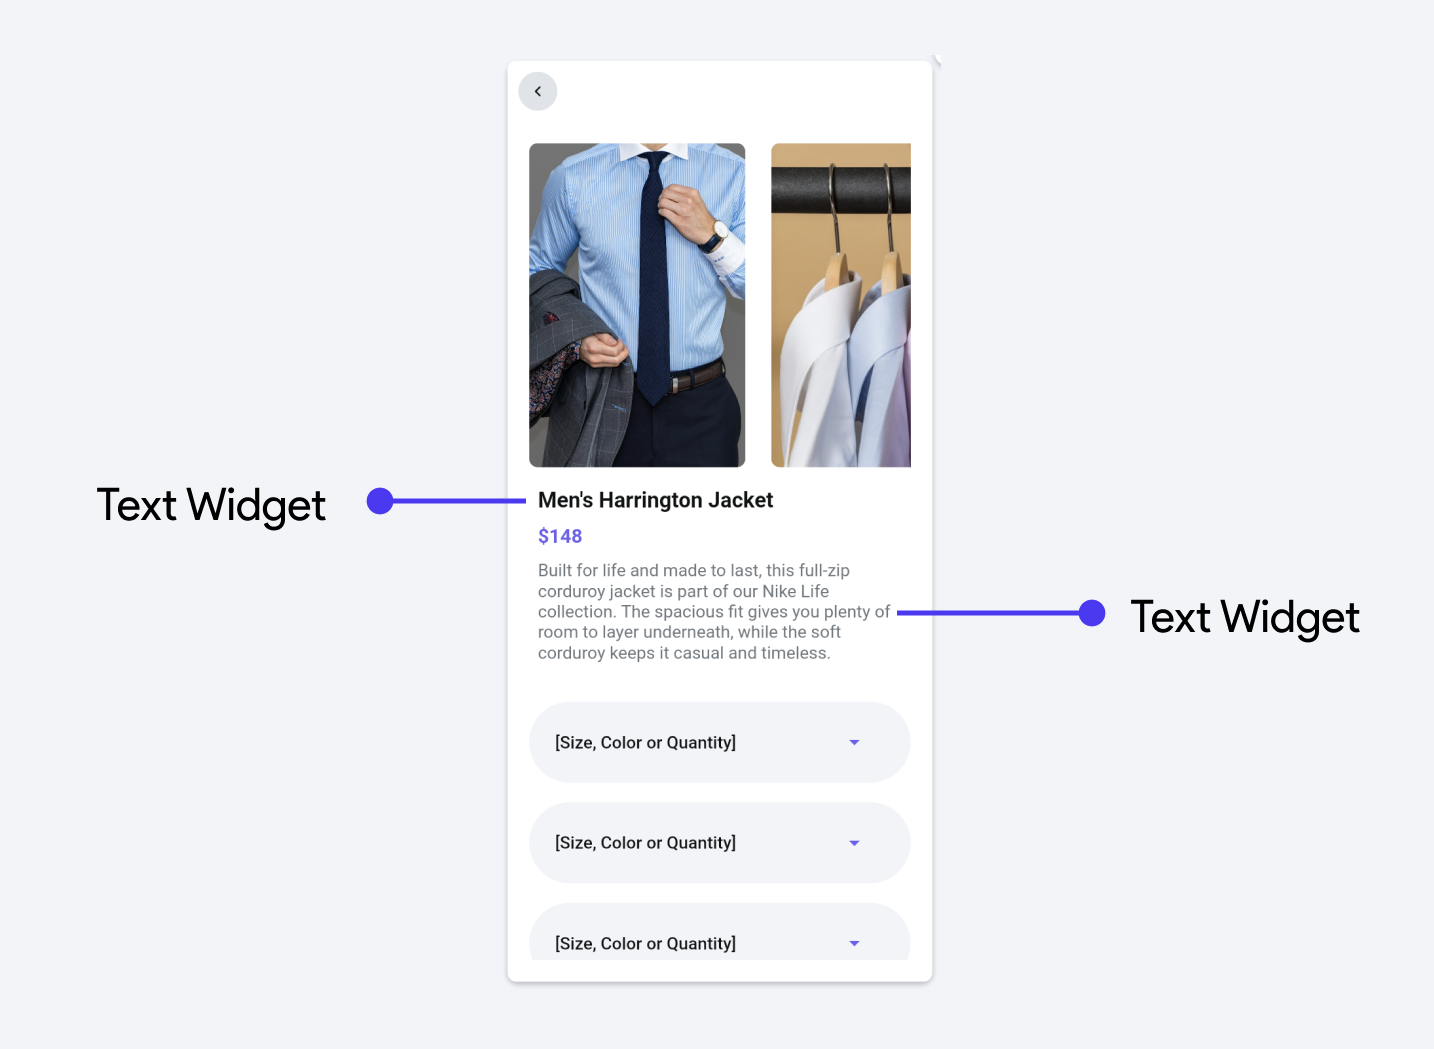 Text Widget
Men's Harrington Jacket
$148
Built for life and made to last, this full-zip
corduroy jacket is part of our Nike Life
collection. The spacious fit gives you plenty of
room to layer underneath, while the soft
corduroy keeps it casual and timeless.
Text Widget
[Size, Color or Quantity]
[Size, Color or Quantity]
[Size, Color or Quantity]